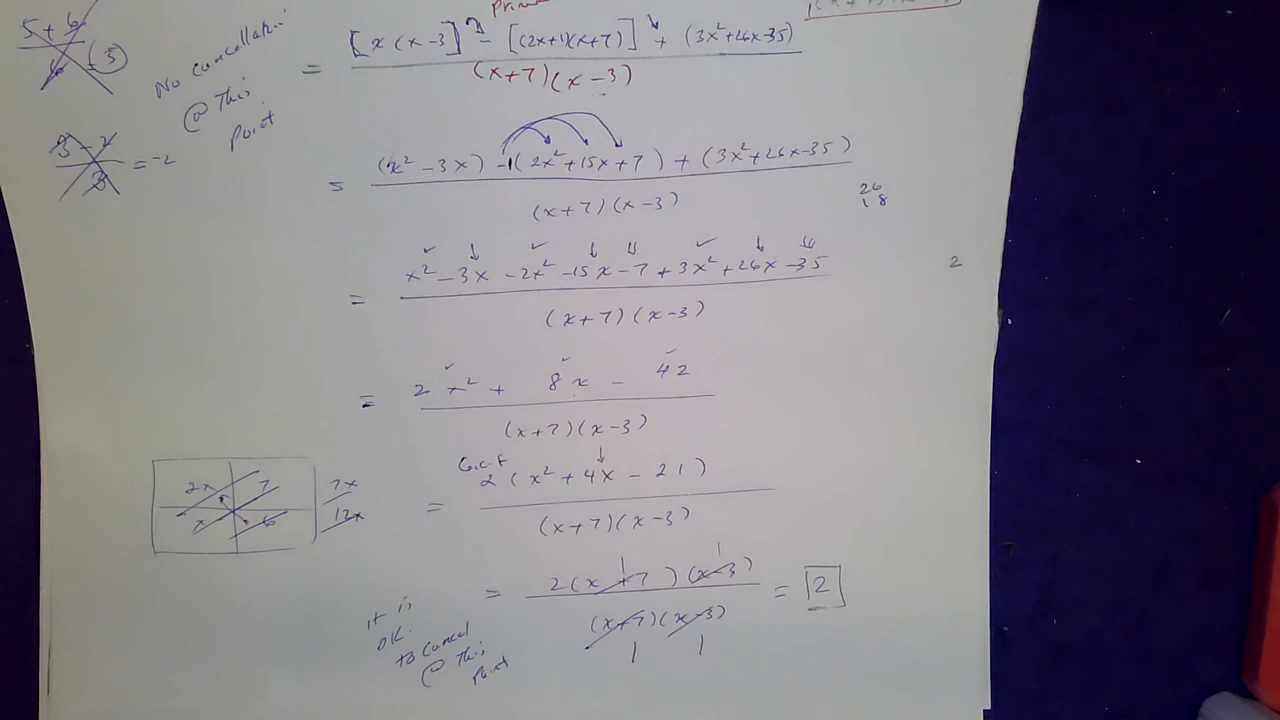 5 + 6
6
5
No cancellation
@ This
point
= [x (x-3] - [(2x+1)(x+7)] + (3x²+26x-35)
(x+7)(x-3)
3 - 2 = -2
3
= (x² - 3x) -1(2x²+15x+7) + (3x²+26x-35)
(x+7)(x-3)
26
18
= x² - 3x - 2x² - 15x - 7 + 3x² + 26x - 35
(x+7)(x-3)
2
= 2x² + 8x - 42
(x+7)(x-3)
G.C.F
= 2(x² + 4x - 21)
(x+7)(x-3)
2x 7 7x
x 6 12x
= 2(x+7)(x-3) = 2
1 1
(x+7)(x-3)
1 1
it is
OK.
to cancel
@ this
point